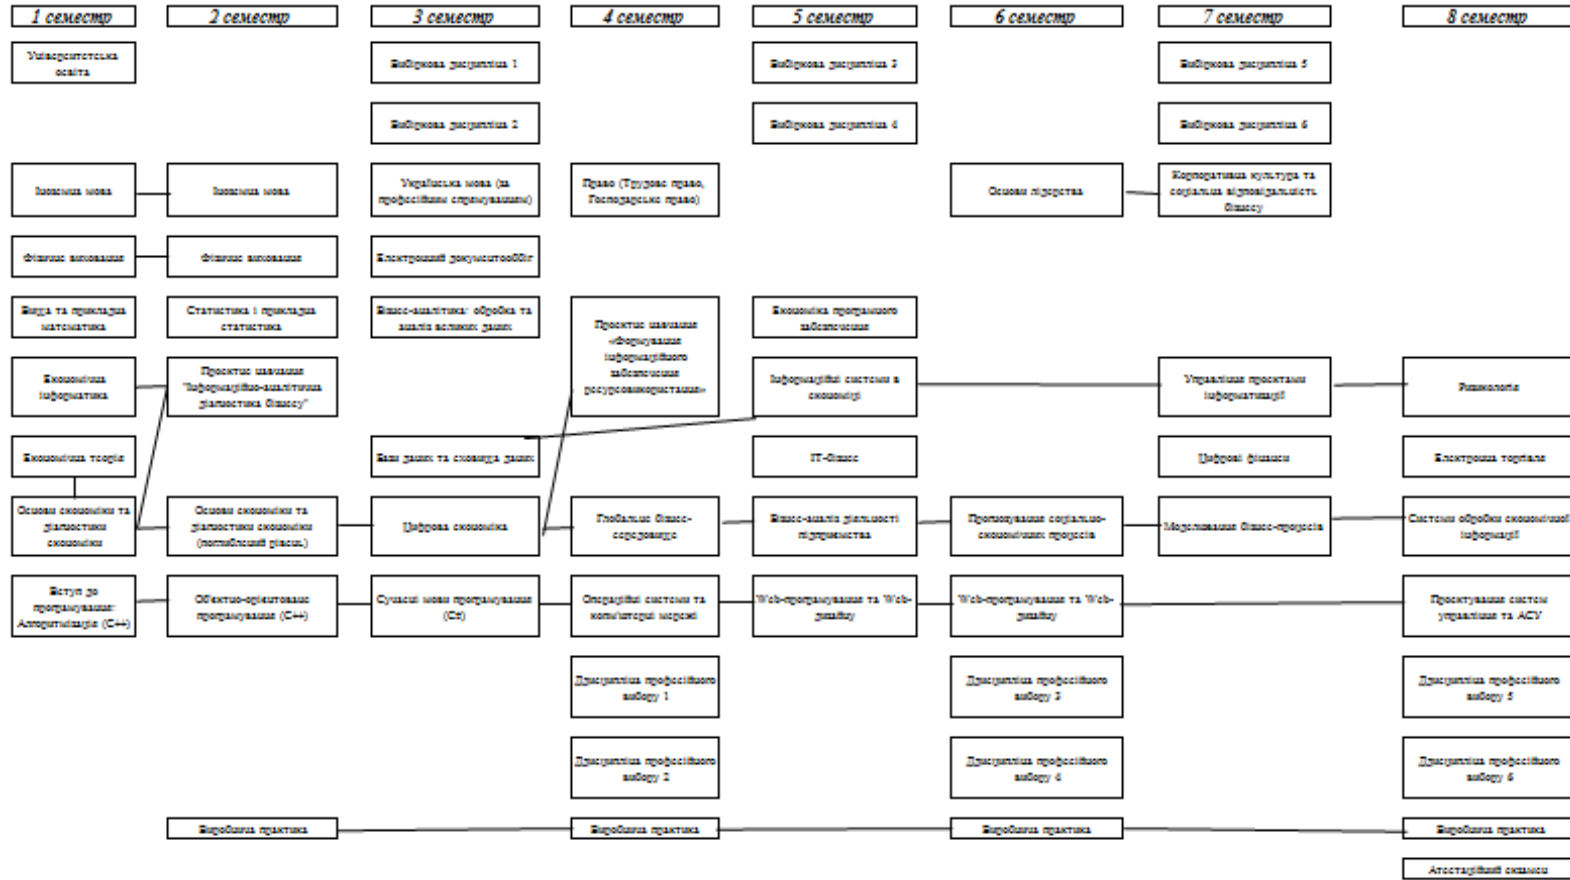 1 семестр
2 семестр
3 семестр
4 семестр
5 семестр
6 семестр
7 семестр
8 семестр
Університетська
освіта
Вибіркова дисципліна 1
Вибіркова дисципліна 3
Вибіркова дисципліна 5
Вибіркова дисципліна 2
Вибіркова дисципліна 4
Вибіркова дисципліна 6
Іноземна мова
Іноземна мова
Українська мова (за
професійним спрямуванням)
Право (Трудове право,
Господарське право)
Основи лідерства
Корпоративна культура та
соціальна відповідальність
бізнесу
Фізичне виховання
Фізичне виховання
Електронний документообіг
Вища та прикладна
математика
Статистика і прикладна
статистика
Бізнес-аналітика: обробка та
аналіз великих даних
Проектне навчання
«Формування
інформаційного
забезпечення
ресурсовикористання»
Економіка програмного
забезпечення
Економічна
інформатика
Проектне навчання
"Інформаційно-аналітична
діагностика бізнесу"
Інформаційні системи в
економіці
Управління проектами
інформатизації
Ризикологія
Економічна теорія
Бази даних та сховища даних
ІТ-бізнес
Цифрові фінанси
Електронна торгівля
Основи економіки та
діагностики
економіки
Основи економіки та
діагностики економіки
(поглиблений рівень)
Цифрова економіка
Глобальне бізнес-
середовище
Бізнес-аналіз діяльності
підприємства
Прогнозування соціально-
економічних процесів
Моделювання бізнес-процесів
Системи обробки економічної
інформації
Вступ до
програмування:
Алгоритмізація (С++)
Об'єктно-орієнтоване
програмування (С++)
Сучасні мови програмування
(С#)
Операційні системи та
комп'ютерні мережі
Web-програмування та Web-
дизайну
Web-програмування та Web-
дизайну
Проектування систем
управління та АСУ
Дисципліна професійного
вибору 1
Дисципліна професійного
вибору 3
Дисципліна професійного
вибору 5
Дисципліна професійного
вибору 2
Дисципліна професійного
вибору 4
Дисципліна професійного
вибору 6
Виробнича практика
Виробнича практика
Виробнича практика
Виробнича практика
Атестаційний екзамен